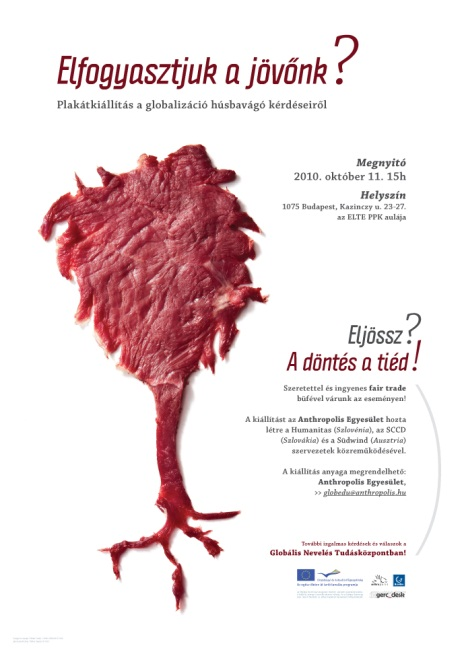 Elfogyasztjuk a jövőnk?
Plakátkiállítás a globalizáció húsbavágó kérdéseiről
Megnyitó
2010. október 11. 15h
Helyszín
1075 Budapest, Kazinczy u. 23-27.
az ELTE PPK aulája
Eljössz?
A döntés a tiéd!
Szeretettel és ingyenes fair trade
büfével várunk az eseményen!
A kiállítást az Anthropolis Egyesület hozta
létre a Humanitas (Szlovénia), az SCCD
(Szlovákia) és a Südwind (Ausztria)
szervezetek közreműködésével.
A kiállítás anyaga megrendelhető:
Anthropolis Egyesület,
>> globedu@anthropolis.hu
További izgalmas kérdések és válaszok a
Globális Nevelés Tudásközpontban!